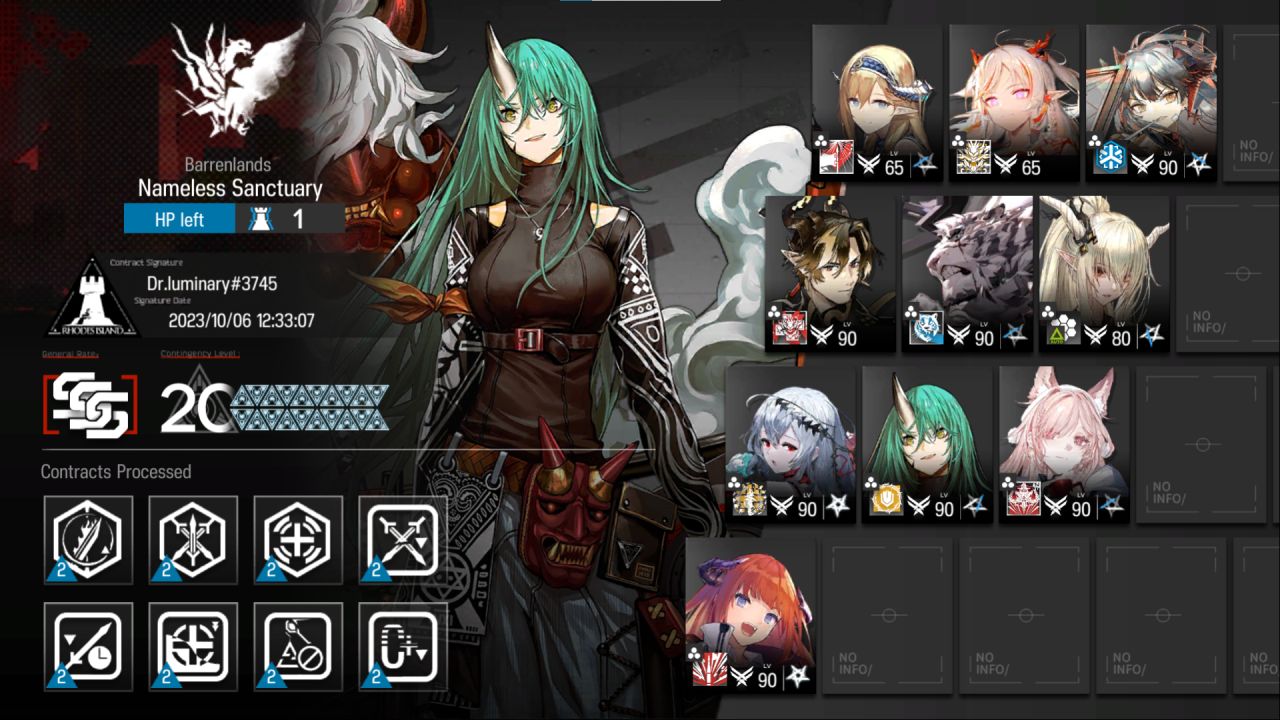 Barrenlands
Nameless Sanctuary
HP left 1
Contract Signature
Dr.luminary#3745
Signature Date
2023/10/06 12:33:07
RHODES ISLAND
General Rate:
Contingency Level:
SSS
20
Contracts Processed
2 2 2 2
2 2 2 2
LV 65 LV 65 LV 90 NO INFO/
LV 90 LV 90 LV 80 NO INFO/
AUTO
LV 90 LV 90 LV 90 NO INFO/
LV 90 NO INFO/ NO INFO/ NO INFO/ NO INFO/